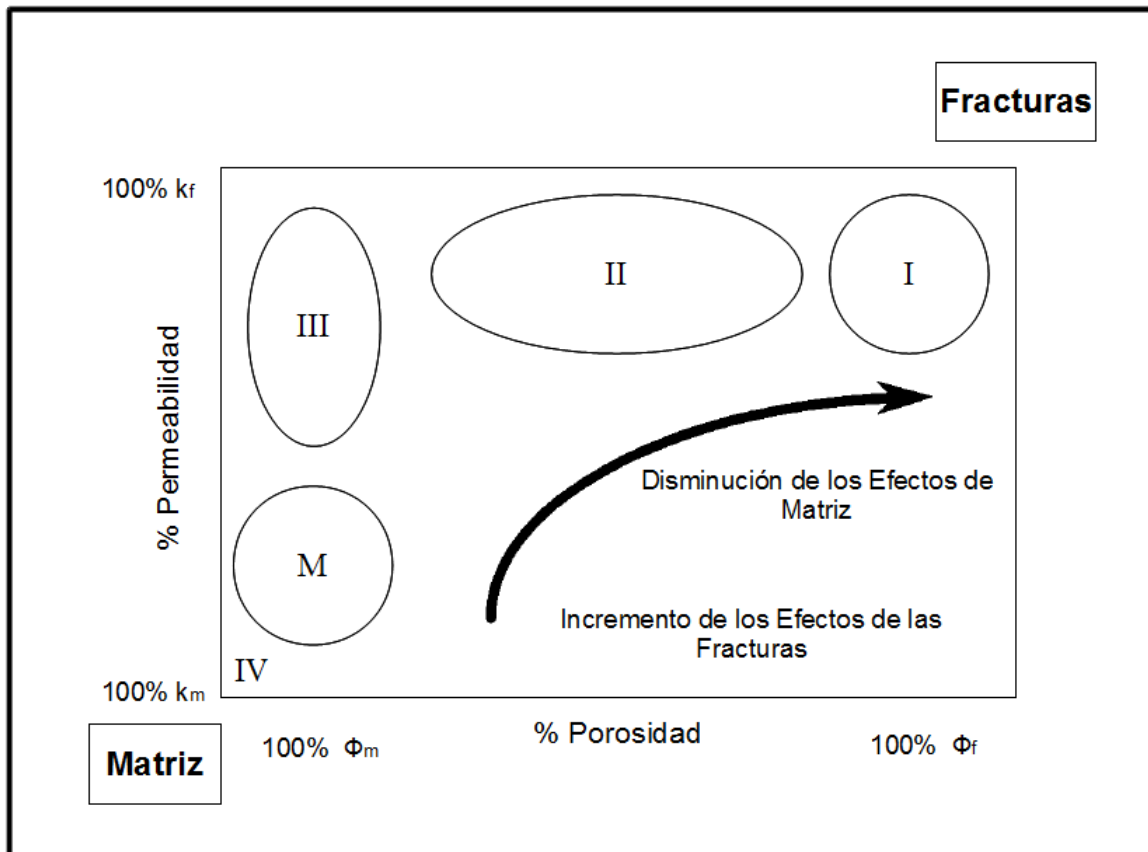 Fracturas
100% kf
II
I
III
% Permeabilidad
Disminución de los Efectos de
Matriz
M
Incremento de los Efectos de las
Fracturas
IV
100% km
% Porosidad
100% Φm
100% Φf
Matriz